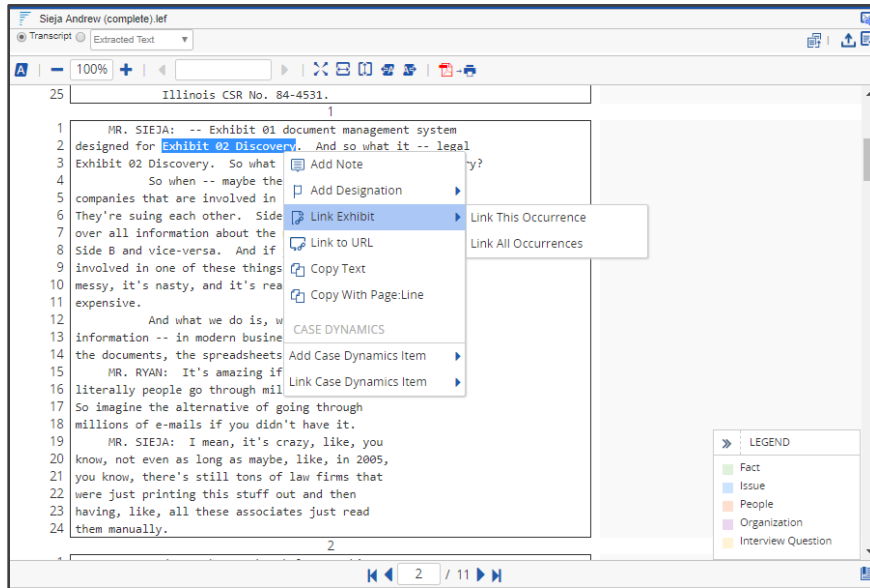 Sieja Andrew (complete).lef
Transcript Extracted Text
A 100%
25 Illinois CSR No. 84-4531.
1
1 MR. SIEJA: -- Exhibit 01 document management system
2 designed for Exhibit 02 Discovery. And so what it -- legal
3 Exhibit 02 Discovery. So what y?
4 So when -- maybe the
5 companies that are involved in
6 They're suing each other. Side
7 over all information about the
8 Side B and vice-versa. And if
9 involved in one of these things
10 messy, it's nasty, and it's rea
11 expensive.
12 And what we do is, w
13 information -- in modern busine
14 the documents, the spreadsheets
15 MR. RYAN: It's amazing if
16 literally people go through mil
17 So imagine the alternative of going through
18 millions of e-mails if you didn't have it.
19 MR. SIEJA: I mean, it's crazy, like, you
20 know, not even as long as maybe, like, in 2005,
21 you know, there's still tons of law firms that
22 were just printing this stuff out and then
23 having, like, all these associates just read
24 them manually.
2
Add Note
Add Designation
Link Exhibit
Link to URL
Copy Text
Copy With Page:Line
CASE DYNAMICS
Add Case Dynamics Item
Link Case Dynamics Item
Link This Occurrence
Link All Occurrences
LEGEND
Fact
Issue
People
Organization
Interview Question
2 / 11